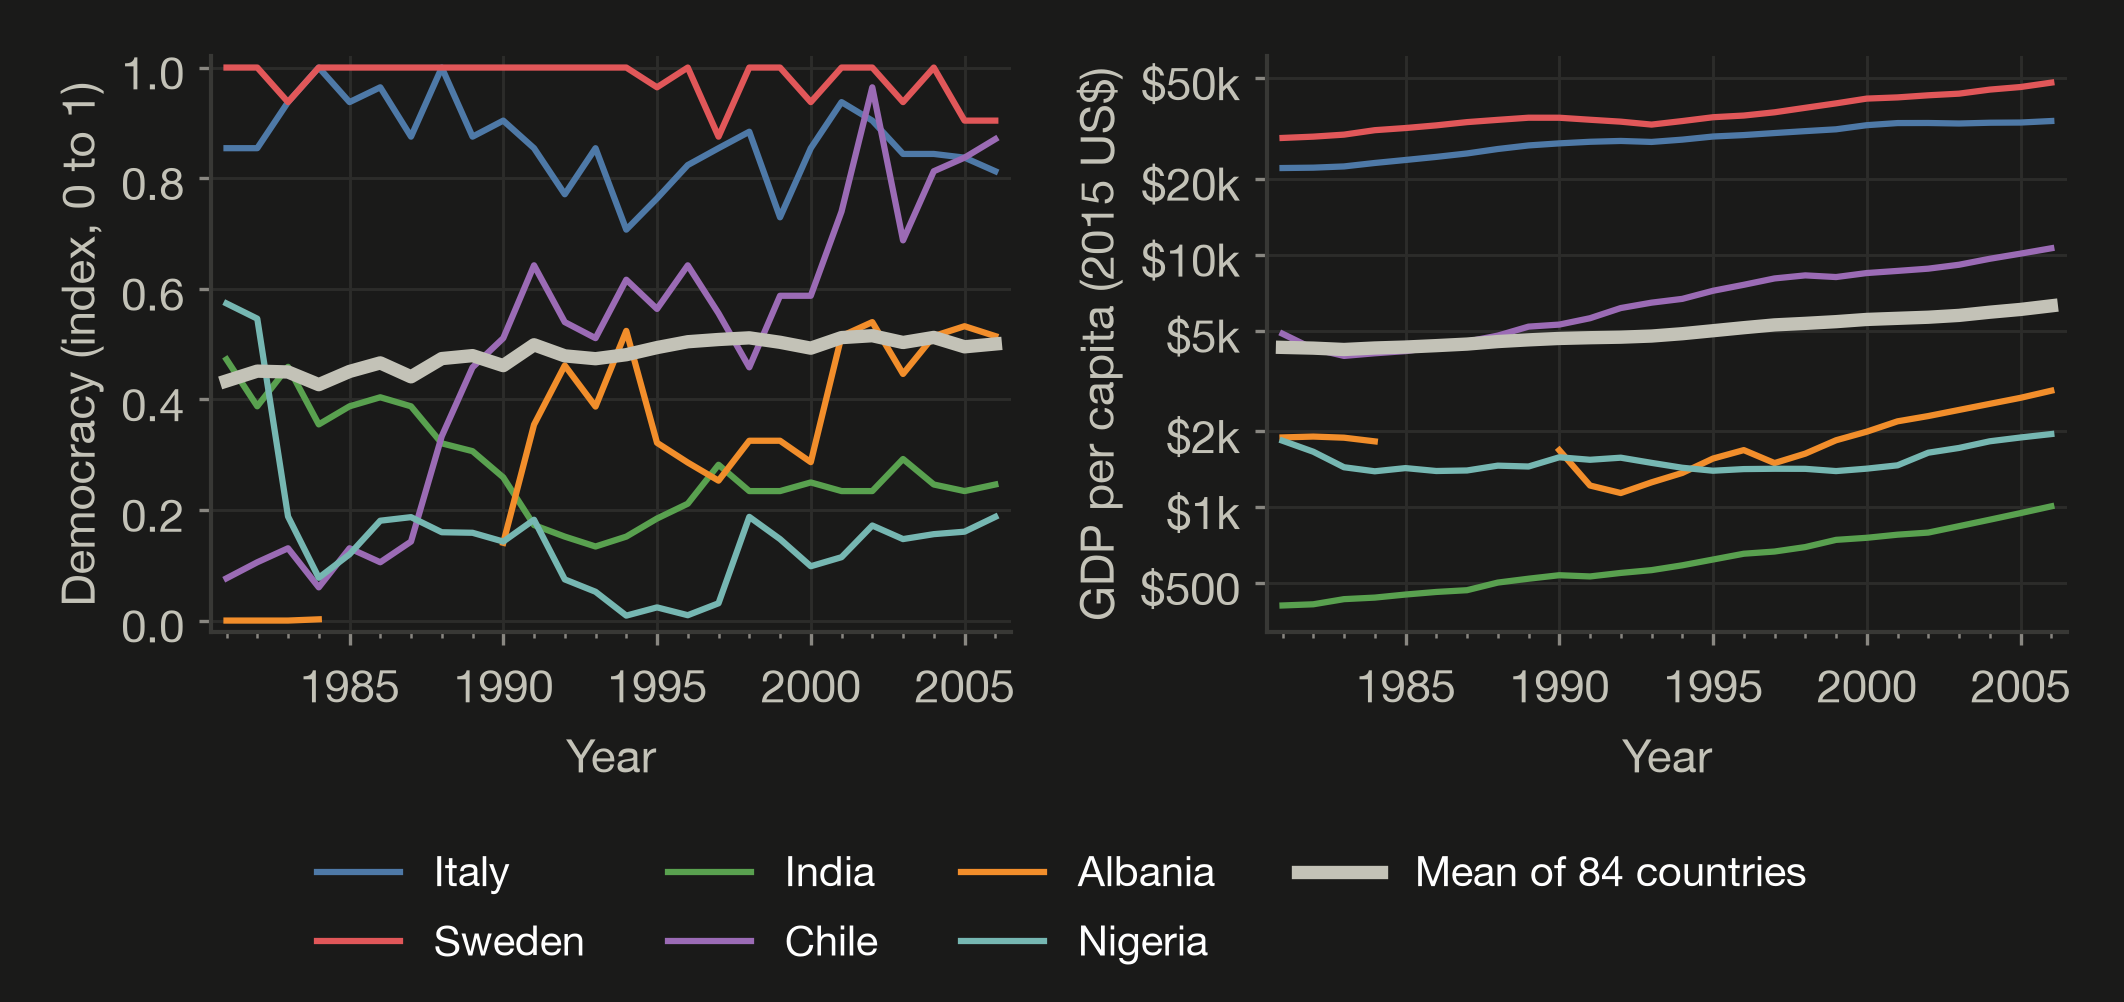 Democracy (index, 0 to 1)
1.0
0.8
0.6
0.4
0.2
0.0
1985 1990 1995 2000 2005
Year
GDP per capita (2015 US$)
$50k
$20k
$10k
$5k
$2k
$1k
$500
1985 1990 1995 2000 2005
Year
Italy India Albania Mean of 84 countries
Sweden Chile Nigeria